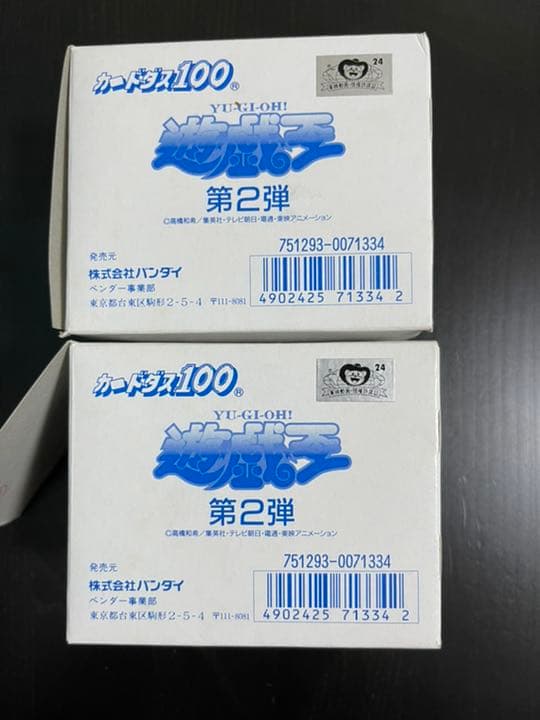 カードダス100®
24
YU-GI-OH!
遊戯王
第2弾
©高橋和希/集英社・テレビ朝日・電通・東映アニメーション
751293-0071334
発売元
株式会社バンダイ
ベンダー事業部
東京都台東区駒形2-5-4 〒111-8081
4902425 71334 2
カードダス100®
24
YU-GI-OH!
遊戯王
第2弾
©高橋和希/集英社・テレビ朝日・電通・東映アニメーション
751293-0071334
発売元
株式会社バンダイ
ベンダー事業部
東京都台東区駒形2-5-4 〒111-8081
4902425 71334 2